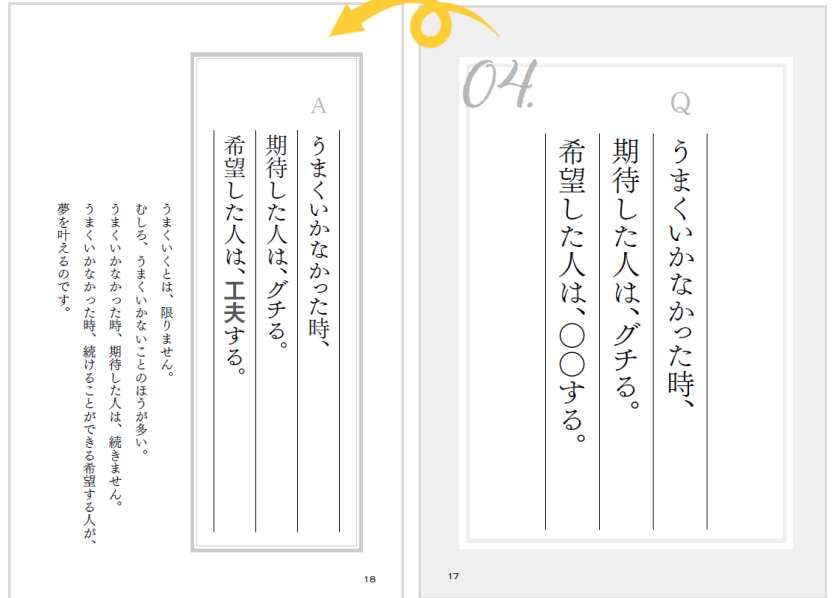 04.
Q
うまくいかなかった時、
期待した人は、グチる。
希望した人は、〇〇する。
17
A
うまくいかなかった時、
期待した人は、グチる。
希望した人は、工夫する。
うまくいくとは、限りません。
むしろ、うまくいかないことのほうが多い。
うまくいかなかった時、期待した人は、続きません。
うまくいかなかった時、続けることができる希望する人が、
夢を叶えるのです。
18